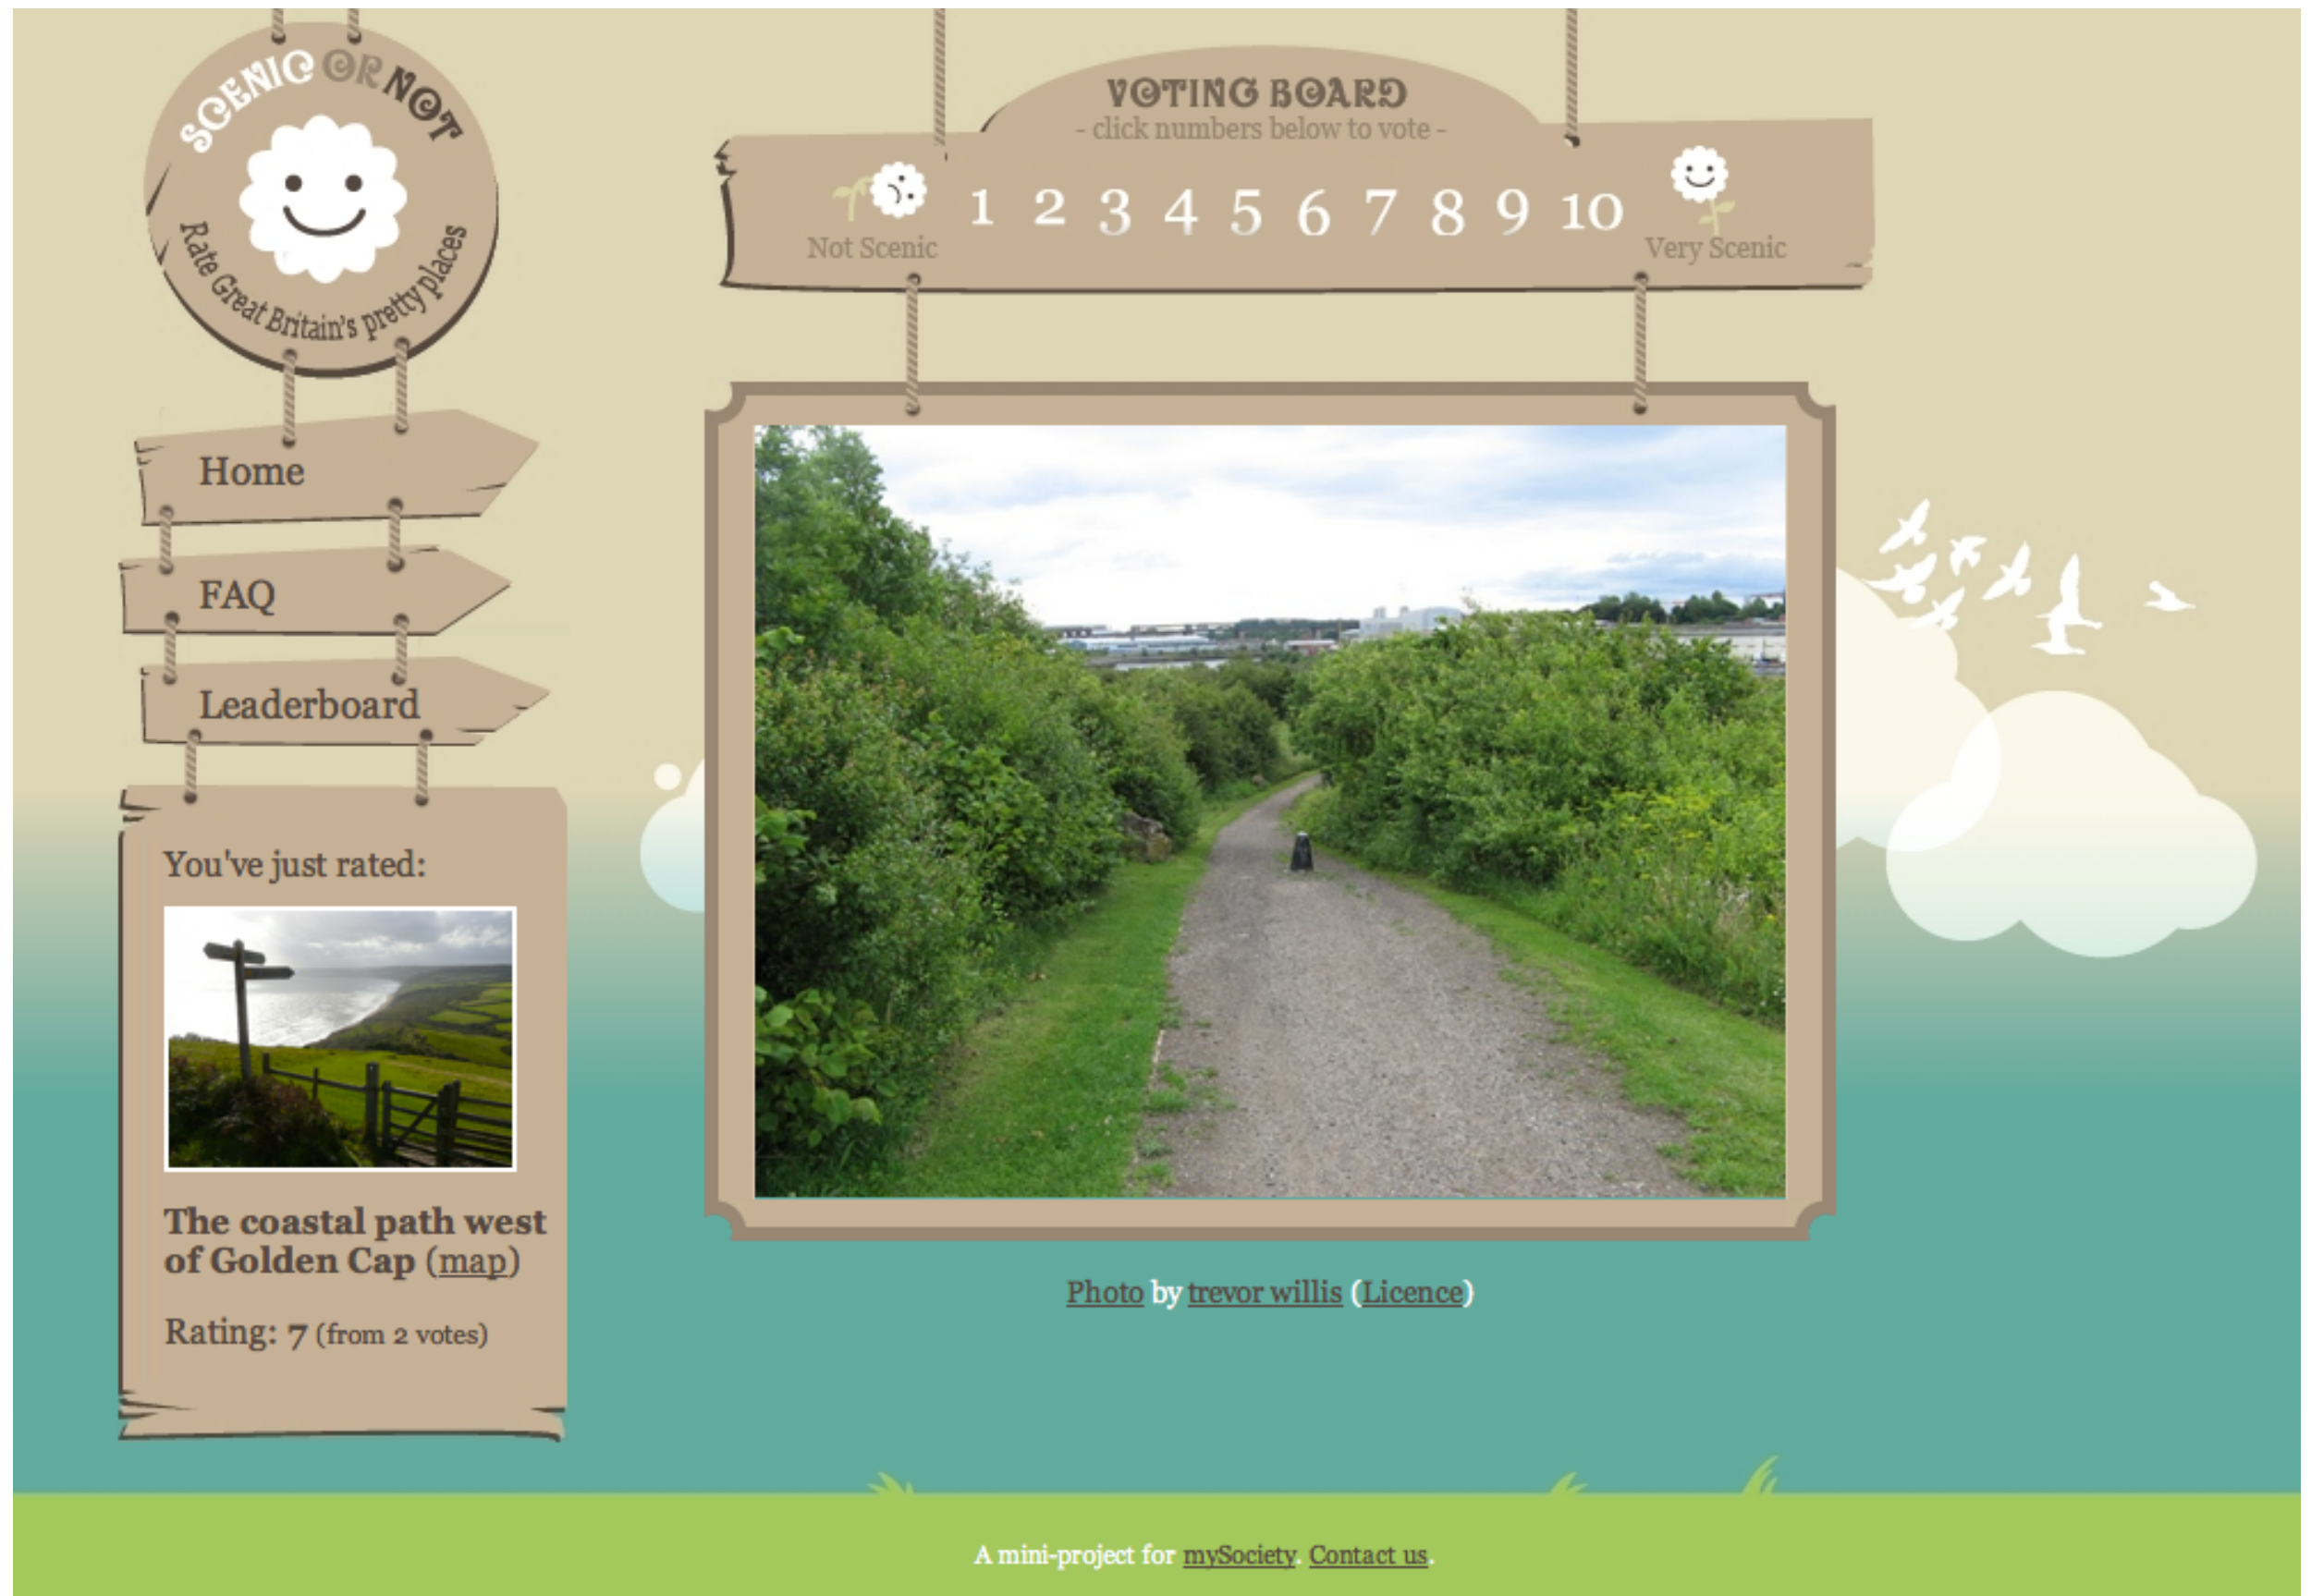 SCENIC OR NOT
Rate Great Britain's pretty places
Home
FAQ
Leaderboard
You've just rated:
The coastal path west
of Golden Cap (map)
Rating: 7 (from 2 votes)
VOTING BOARD
- click numbers below to vote -
1 2 3 4 5 6 7 8 9 10
Not Scenic
Very Scenic
Photo by trevor willis (Licence)
A mini-project for mySociety. Contact us.